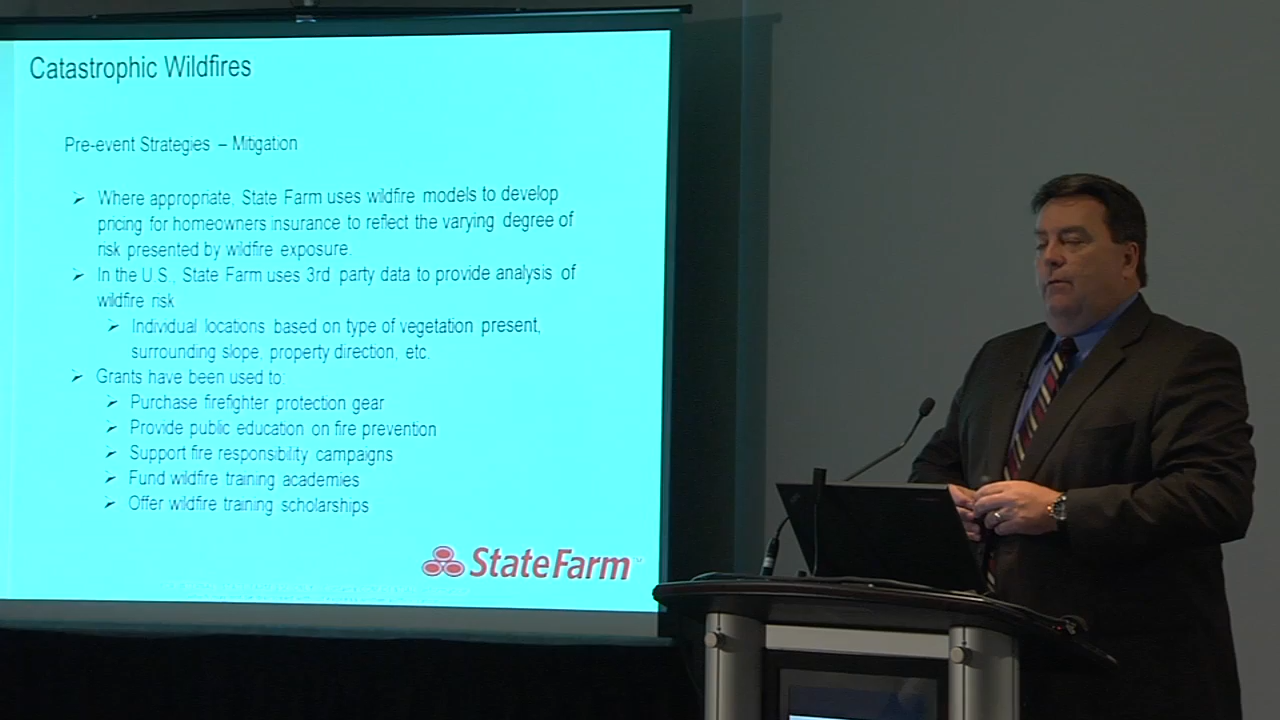 Catastrophic Wildfires
Pre-event Strategies – Mitigation
➢ Where appropriate, State Farm uses wildfire models to develop
pricing for homeowners insurance to reflect the varying degree of
risk presented by wildfire exposure.
➢ In the U.S., State Farm uses 3rd party data to provide analysis of
wildfire risk
➢ Individual locations based on type of vegetation present,
surrounding slope, property direction, etc.
➢ Grants have been used to:
➢ Purchase firefighter protection gear
➢ Provide public education on fire prevention
➢ Support fire responsibility campaigns
➢ Fund wildfire training academies
➢ Offer wildfire training scholarships
StateFarm